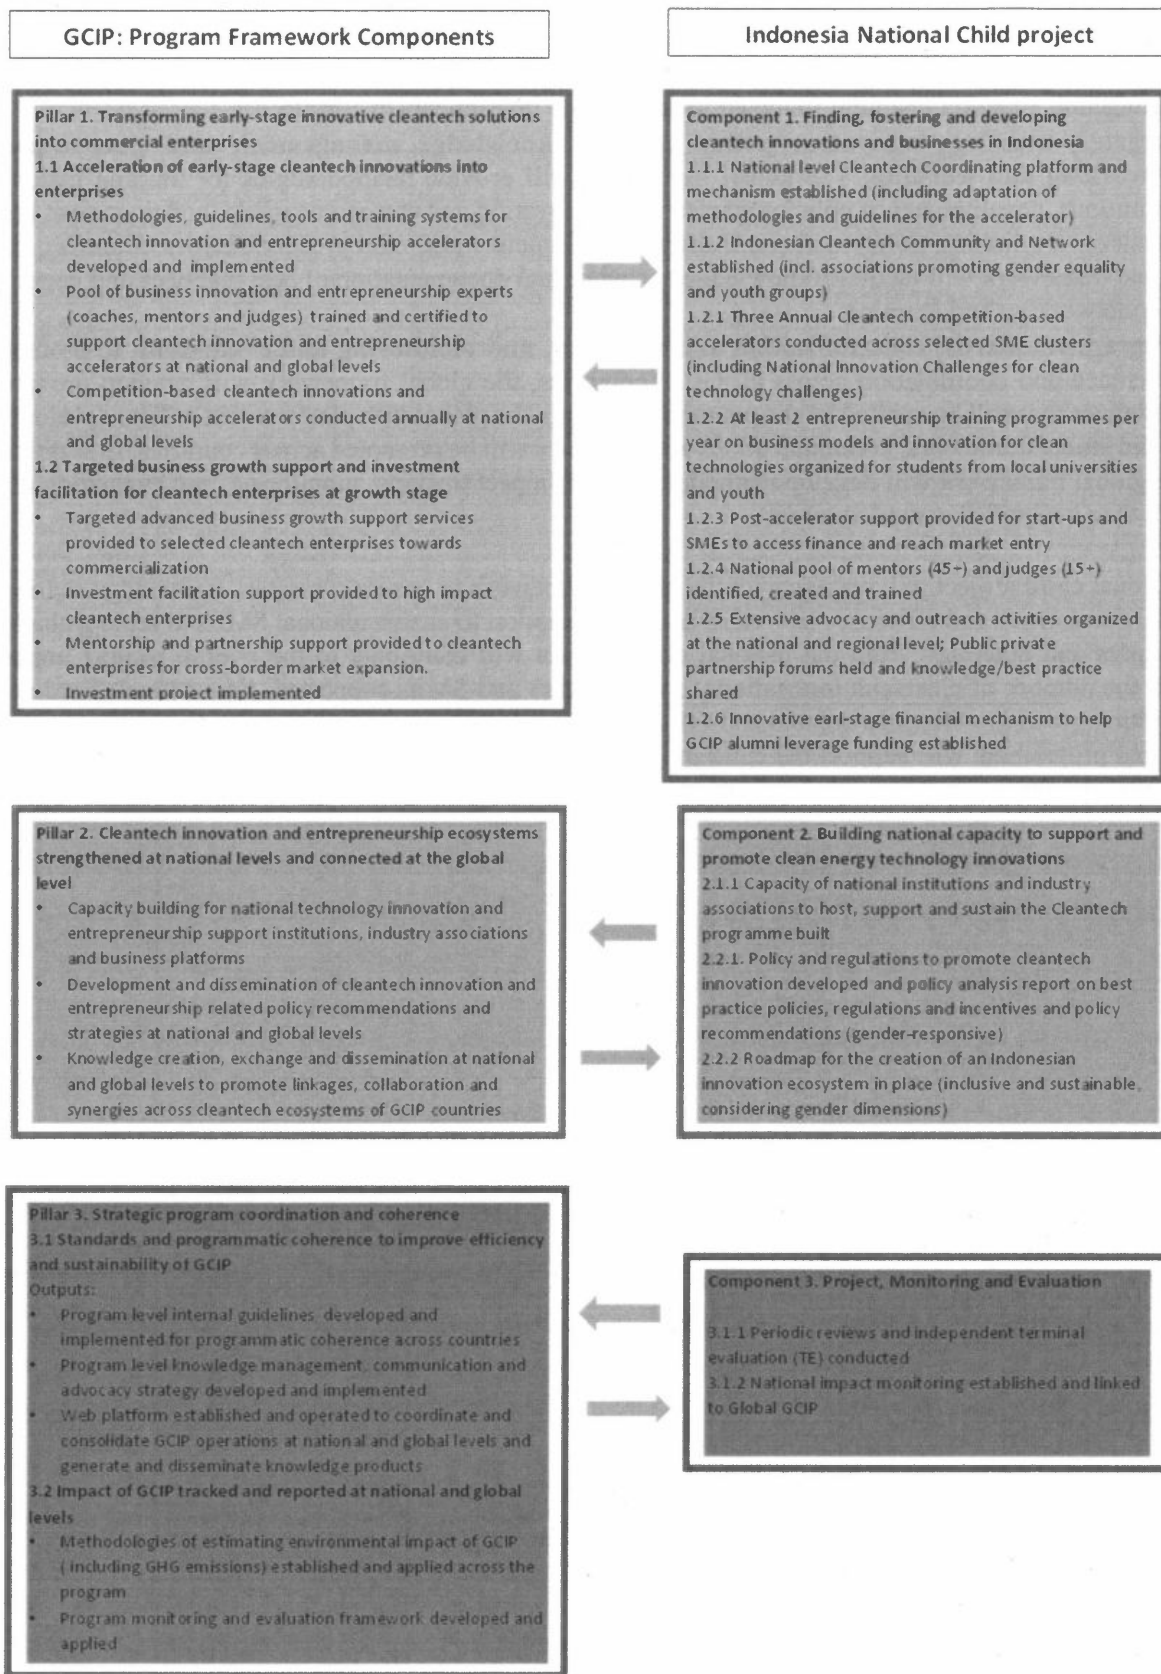 GCIP: Program Framework Components
Pillar 1. Transforming early-stage innovative cleantech solutions
into commercial enterprises
1.1 Acceleration of early-stage cleantech innovations into
enterprises
• Methodologies, guidelines, tools and training systems for
cleantech innovation and entrepreneurship accelerators
developed and implemented
• Pool of business innovation and entrepreneurship experts
(coaches, mentors and judges) trained and certified to
support cleantech innovation and entrepreneurship
accelerators at national and global levels
• Competition-based cleantech innovations and
entrepreneurship accelerators conducted annually at national
and global levels
1.2 Targeted business growth support and investment
facilitation for cleantech enterprises at growth stage
• Targeted advanced business growth support services
provided to selected cleantech enterprises towards
commercialization
• Investment facilitation support provided to high impact
cleantech enterprises
• Mentorship and partnership support provided to cleantech
enterprises for cross-border market expansion.
• Investment project implemented
Indonesia National Child project
Component 1. Finding, fostering and developing
cleantech innovations and businesses in Indonesia
1.1.1 National level Cleantech Coordinating platform and
mechanism established (including adaptation of
methodologies and guidelines for the accelerator)
1.1.2 Indonesian Cleantech Community and Network
established (incl. associations promoting gender equality
and youth groups)
1.2.1 Three Annual Cleantech competition-based
accelerators conducted across selected SME clusters
(including National Innovation Challenges for clean
technology challenges)
1.2.2 At least 2 entrepreneurship training programmes per
year on business models and innovation for clean
technologies organized for students from local universities
and youth
1.2.3 Post-accelerator support provided for start-ups and
SMEs to access finance and reach market entry
1.2.4 National pool of mentors (45+) and judges (15+)
identified, created and trained
1.2.5 Extensive advocacy and outreach activities organized
at the national and regional level; Public private
partnership forums held and knowledge/best practice
shared
1.2.6 Innovative earl-stage financial mechanism to help
GCIP alumni leverage funding established
Pillar 2. Cleantech innovation and entrepreneurship ecosystems
strengthened at national levels and connected at the global
level
• Capacity building for national technology innovation and
entrepreneurship support institutions, industry associations
and business platforms
• Development and dissemination of cleantech innovation and
entrepreneurship related policy recommendations and
strategies at national and global levels
• Knowledge creation, exchange and dissemination at national
and global levels to promote linkages, collaboration and
synergies across cleantech ecosystems of GCIP countries
Component 2. Building national capacity to support and
promote clean energy technology innovations
2.1.1 Capacity of national institutions and industry
associations to host, support and sustain the Cleantech
programme built
2.2.1. Policy and regulations to promote cleantech
innovation developed and policy analysis report on best
practice policies, regulations and incentives and policy
recommendations (gender-responsive)
2.2.2 Roadmap for the creation of an Indonesian
innovation ecosystem in place (inclusive and sustainable,
considering gender dimensions)
Pillar 3. Strategic program coordination and coherence
3.1 Standards and programmatic coherence to improve efficiency
and sustainability of GCIP
Outputs:
• Program level internal guidelines, developed and
implemented for programmatic coherence across countries
• Program level knowledge management, communication and
advocacy strategy developed and implemented
• Web platform established and operated to coordinate and
consolidate GCIP operations at national and global levels and
generate and disseminate knowledge products
3.2 Impact of GCIP tracked and reported at national and global
levels
• Methodologies of estimating environmental impact of GCIP
( including GHG emissions) established and applied across the
program
• Program monitoring and evaluation framework developed and
applied
Component 3. Project, Monitoring and Evaluation
3.1.1 Periodic reviews and independent terminal
evaluation (TE) conducted
3.1.2 National impact monitoring established and linked
to Global GCIP